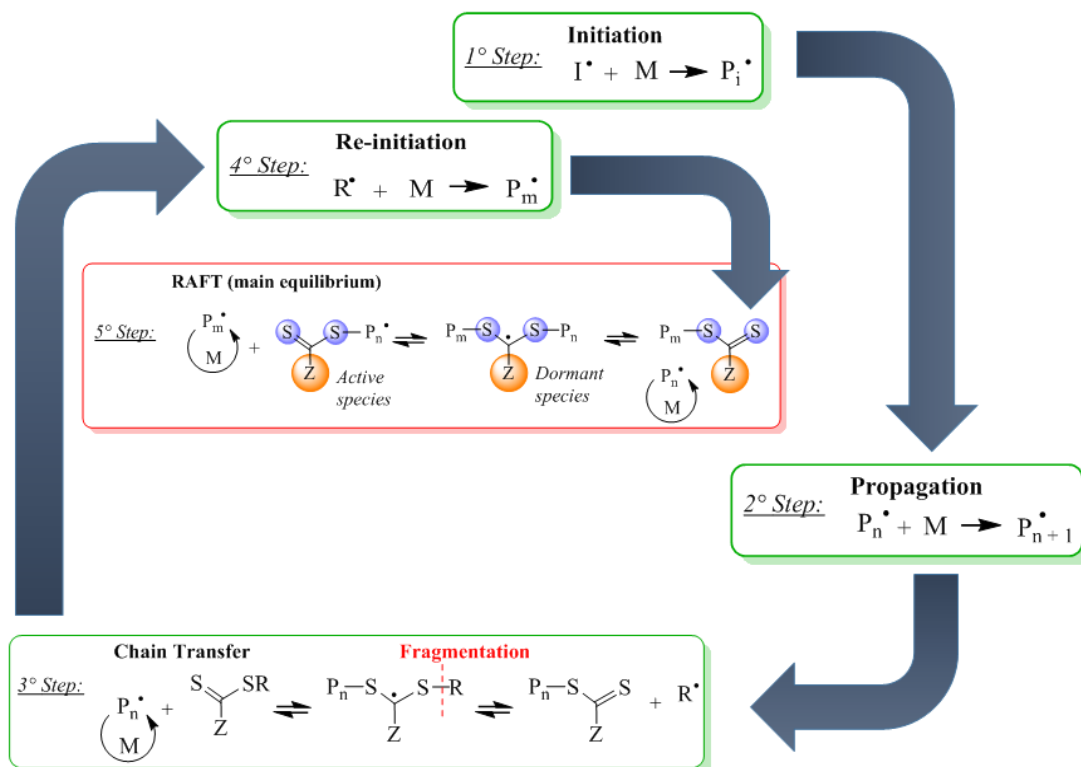 Initiation
1° Step:
I• + M → Pi•
Re-initiation
4° Step:
R• + M → Pm•
RAFT (main equilibrium)
5° Step:
Pm•
M
+
S S—Pn•
Z
Active
species
⇌
Pm—S • S—Pn
Z
Dormant
species
⇌
Pm—S S
Z
Pn•
M
Propagation
2° Step:
Pn• + M → P•n + 1
Chain Transfer
Fragmentation
3° Step:
Pn•
M
+
S SR
Z
⇌
Pn—S • S—R
Z
⇌
Pn—S S
Z
+ R•